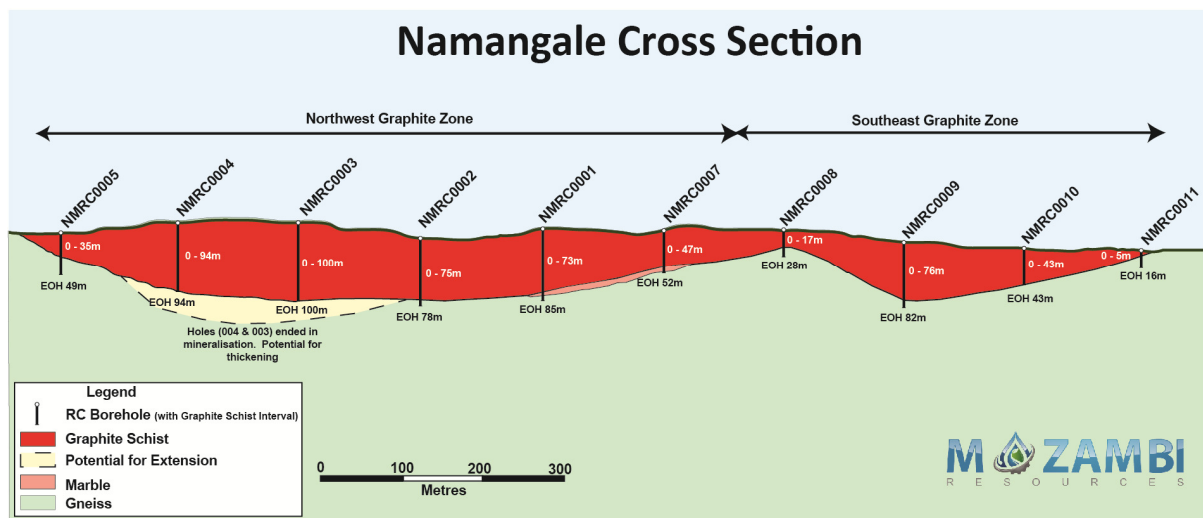 Namangale Cross Section
Northwest Graphite Zone
Southeast Graphite Zone
NMRC0005
NMRC0004
NMRC0003
NMRC0002
NMRC0001
NMRC0007
NMRC0008
NMRC0009
NMRC0010
NMRC0011
0 - 35m
0 - 94m
0 - 100m
0 - 75m
0 - 73m
0 - 47m
0 - 17m
0 - 76m
0 - 43m
0 - 5m
EOH 49m
EOH 94m
EOH 100m
EOH 78m
EOH 85m
EOH 52m
EOH 28m
EOH 82m
EOH 43m
EOH 16m
Holes (004 & 003) ended in
mineralisation. Potential for
thickening
Legend
RC Borehole (with Graphite Schist Interval)
Graphite Schist
Potential for Extension
Marble
Gneiss
0 100 200 300
Metres
MOZAMBI
RESOURCES